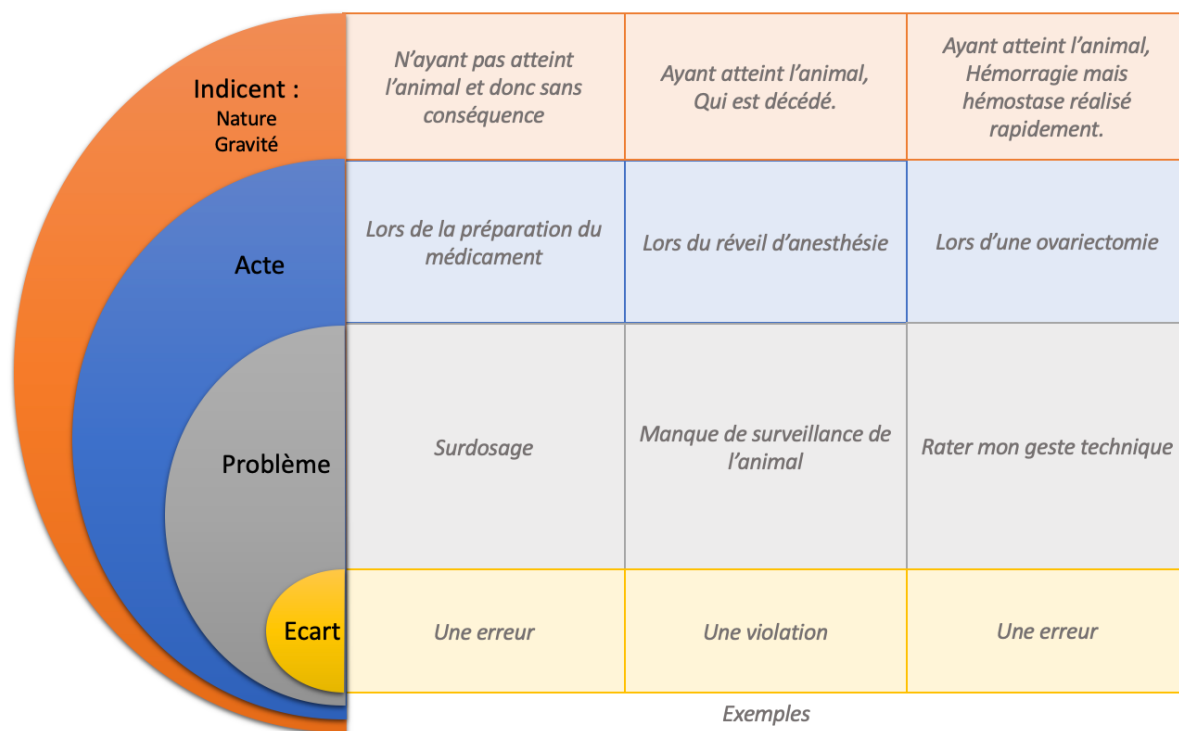 Indicent :
Nature
Gravité
N’ayant pas atteint
l’animal et donc sans
conséquence
Ayant atteint l’animal,
Qui est décédé.
Ayant atteint l’animal,
Hémorragie mais
hémostase réalisé
rapidement.
Acte
Lors de la préparation du
médicament
Lors du réveil d’anesthésie
Lors d’une ovariectomie
Problème
Surdosage
Manque de surveillance de
l’animal
Rater mon geste technique
Ecart
Une erreur
Une violation
Une erreur
Exemples